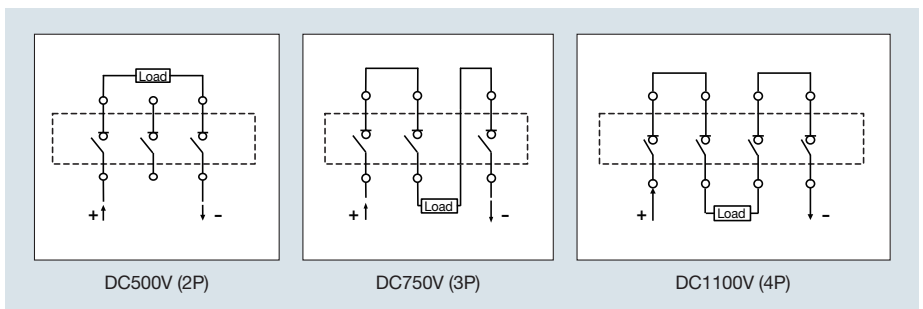 Load
+
-
DC500V (2P)
Load
+
-
DC750V (3P)
Load
+
-
DC1100V (4P)